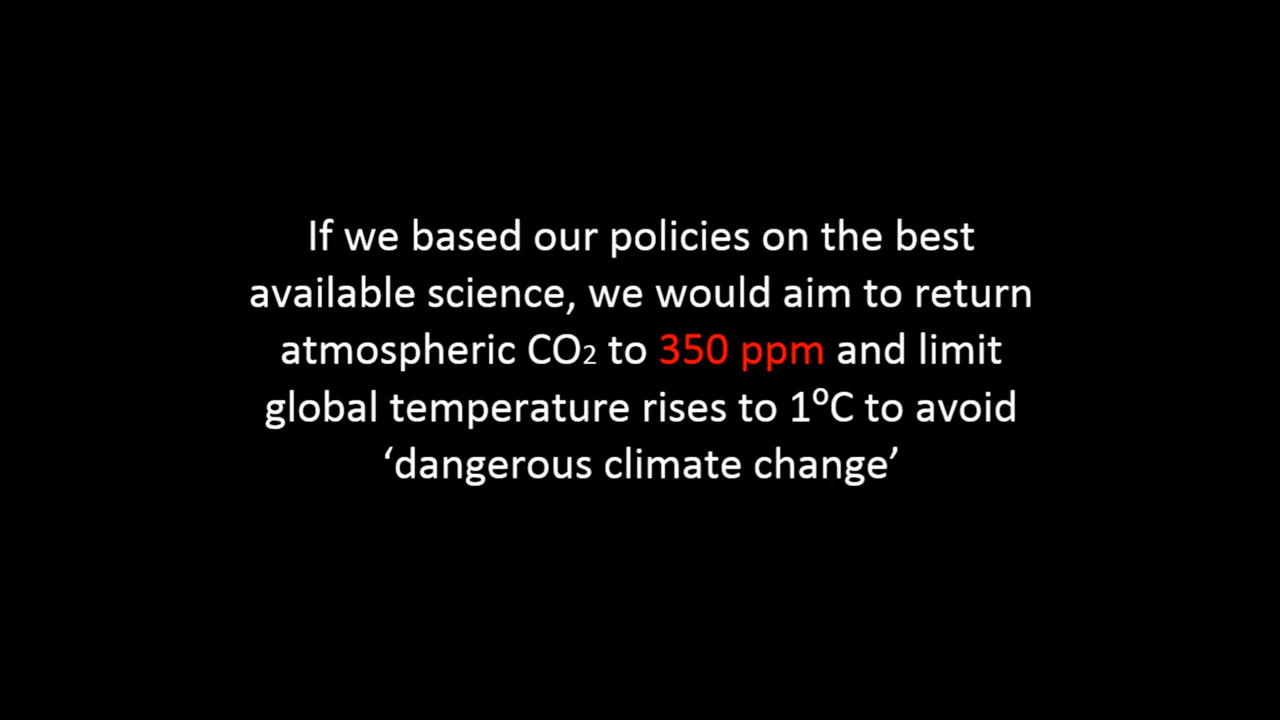 If we based our policies on the best
available science, we would aim to return
atmospheric CO₂ to 350 ppm and limit
global temperature rises to 1ºC to avoid
‘dangerous climate change’